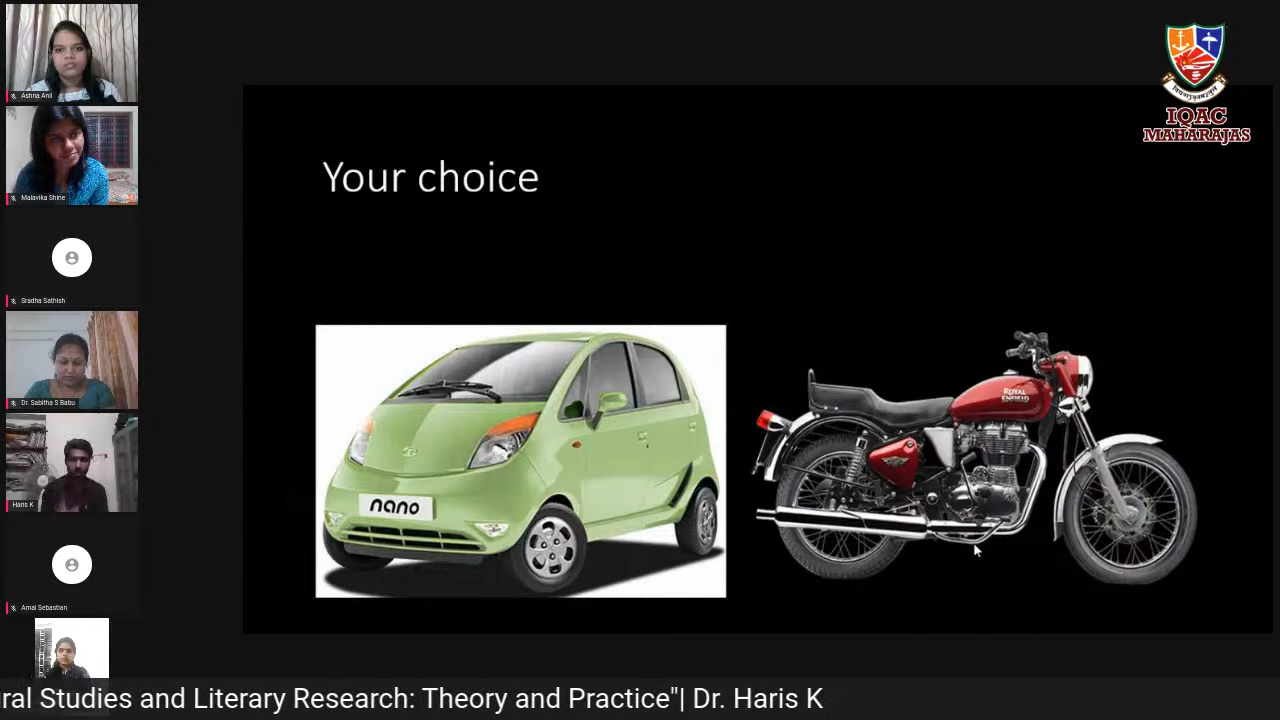 Ashna Anil
Malavika Shine
Sradha Sathish
Dr. Sabitha S Babu
Haris K
Amal Sebastian
IQAC
MAHARAJAS
Your choice
nano
ROYAL
ENFIELD
ral Studies and Literary Research: Theory and Practice"| Dr. Haris K